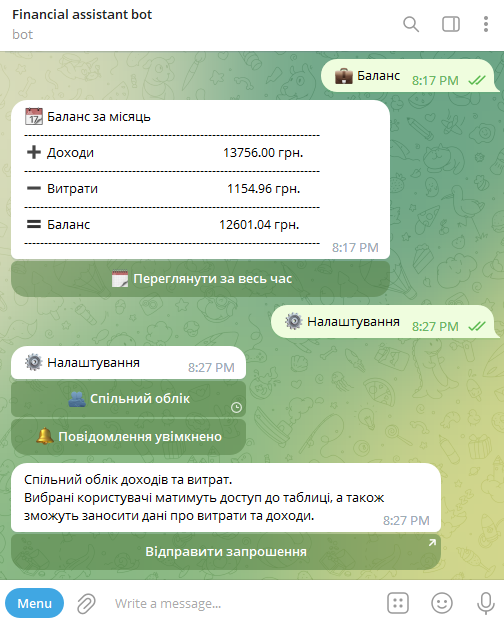 Financial assistant bot
bot
Баланс 8:17 PM
17 Баланс за місяць
Доходи 13756.00 грн.
Витрати 1154.96 грн.
Баланс 12601.04 грн.
8:17 PM
Переглянути за весь час
Налаштування 8:27 PM
Налаштування 8:27 PM
Спільний облік
Повідомлення увімкнено
Спільний облік доходів та витрат.
Вибрані користувачі матимуть доступ до таблиці, а також
зможуть заносити дані про витрати та доходи. 8:27 PM
Відправити запрошення
Menu Write a message...